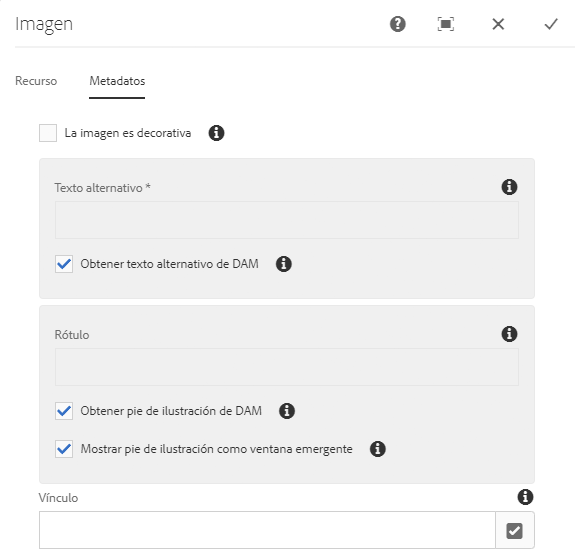 Imagen
Recurso Metadatos
La imagen es decorativa
Texto alternativo *
Obtener texto alternativo de DAM
Rótulo
Obtener pie de ilustración de DAM
Mostrar pie de ilustración como ventana emergente
Vínculo